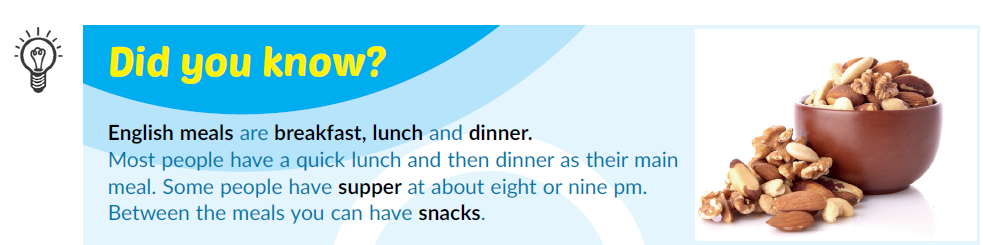 Did you know?
English meals are breakfast, lunch and dinner.
Most people have a quick lunch and then dinner as their main
meal. Some people have supper at about eight or nine pm.
Between the meals you can have snacks.